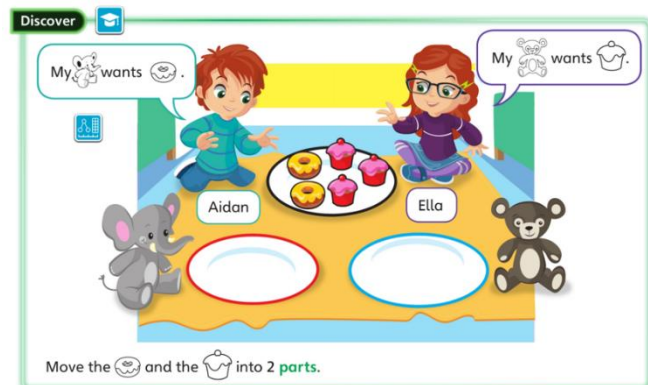 Discover
My wants .
My wants .
Aidan
Ella
Move the and the into 2 parts.